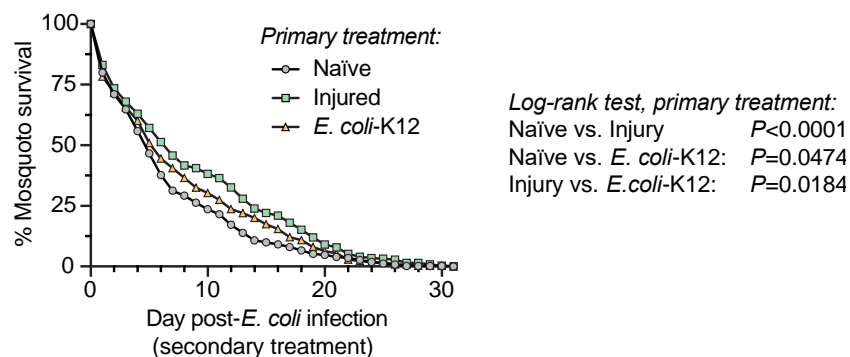 100
75
50
25
0
% Mosquoto survival
0
10
20
30
Day post-E. coli infection
(secondary treatment)
Primary treatment:
Naïve
Injured
E. coli-K12
Log-rank test, primary treatment:
Naïve vs. Injury P<0.0001
Naïve vs. E. coli-K12: P=0.0474
Injury vs. E.coli-K12: P=0.0184